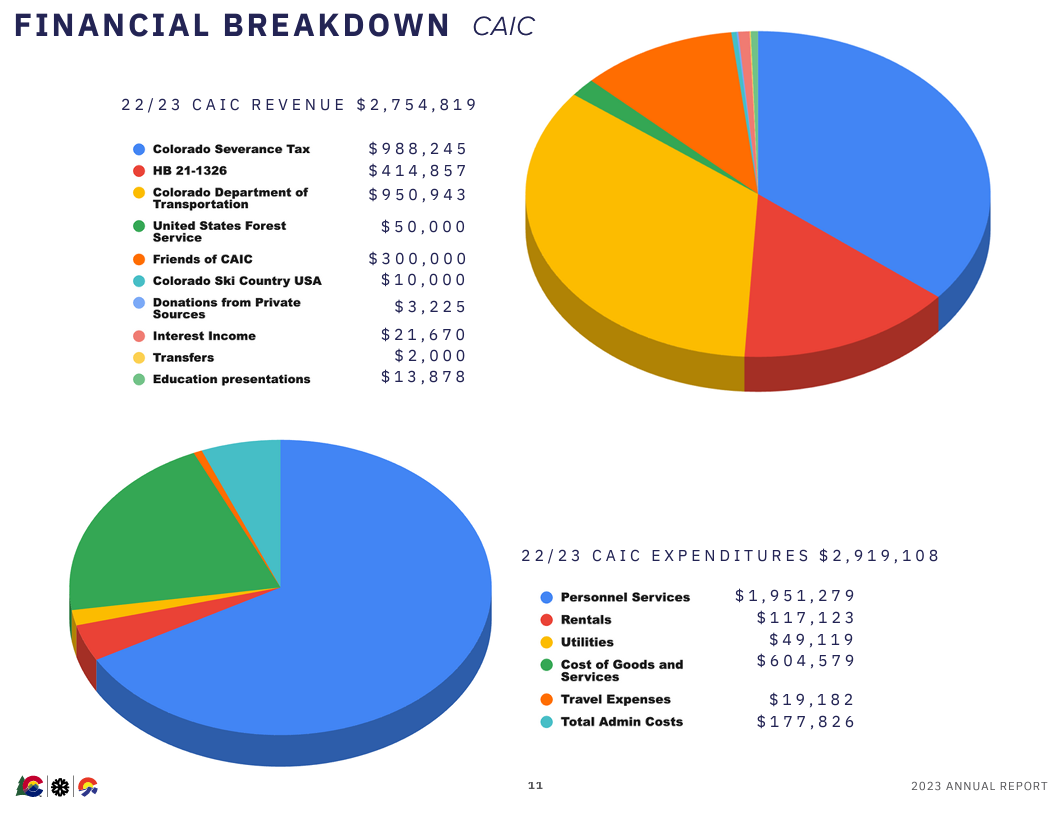 FINANCIAL BREAKDOWN CAIC
22/23 CAIC REVENUE $2,754,819
Colorado Severance Tax $988,245
HB 21-1326 $414,857
Colorado Department of
Transportation $950,943
United States Forest
Service $50,000
Friends of CAIC $300,000
Colorado Ski Country USA $10,000
Donations from Private
Sources $3,225
Interest Income $21,670
Transfers $2,000
Education presentations $13,878
22/23 CAIC EXPENDITURES $2,919,108
Personnel Services $1,951,279
Rentals $117,123
Utilities $49,119
Cost of Goods and
Services $604,579
Travel Expenses $19,182
Total Admin Costs $177,826
11
2023 ANNUAL REPORT